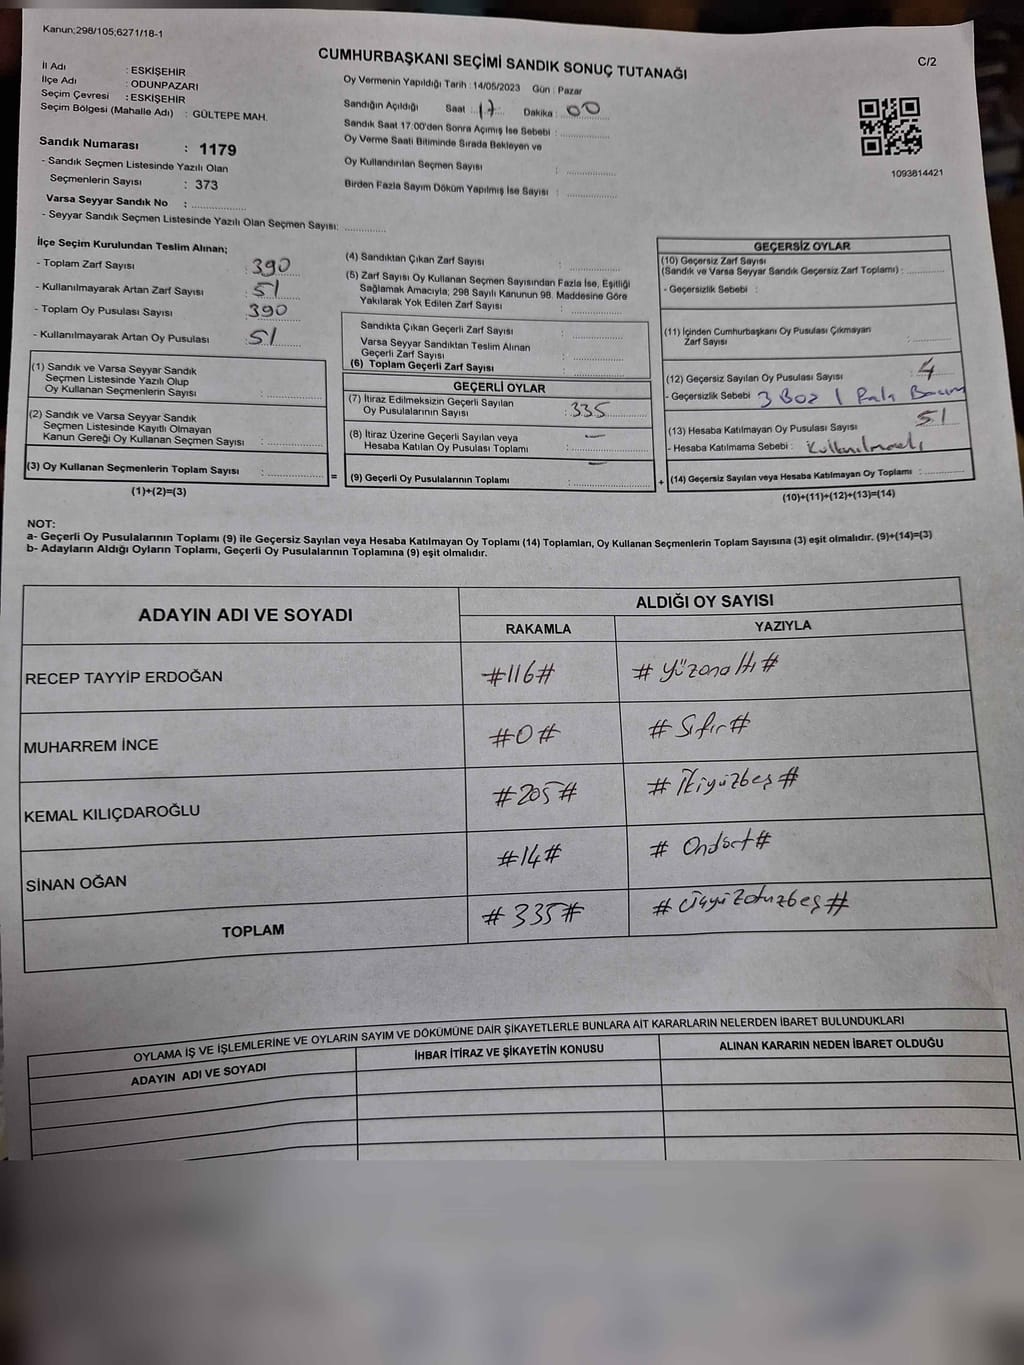 Kanun;298/105;6271/18-1
CUMHURBAŞKANI SEÇİMİ SANDIK SONUÇ TUTANAĞI
C/2
İl Adı : ESKİŞEHİR
İlçe Adı : ODUNPAZARI
Seçim Çevresi : ESKİŞEHİR
Seçim Bölgesi (Mahalle Adı) : GÜLTEPE MAH.
Sandık Numarası : 1179
- Sandık Seçmen Listesinde Yazılı Olan
Seçmenlerin Sayısı : 373
Varsa Seyyar Sandık No : ..............
- Seyyar Sandık Seçmen Listesinde Yazılı Olan Seçmen Sayısı: ............
Oy Vermenin Yapıldığı Tarih : 14/05/2023 Gün : Pazar
Sandığın Açıldığı Saat : 17 Dakika : 00
Sandık Saat 17:00'den Sonra Açımış İse Sebebi : ..............
Oy Verme Saati Bitiminde Sırada Bekleyen ve
Oy Kullandırılan Seçmen Sayısı : ..............
Birden Fazla Sayım Döküm Yapılmış İse Sayısı : ..............
1093814421
İlçe Seçim Kurulundan Teslim Alınan;
- Toplam Zarf Sayısı : 390
- Kullanılmayarak Artan Zarf Sayısı : 51
- Toplam Oy Pusulası Sayısı : 390
- Kullanılmayarak Artan Oy Pusulası : 51
(1) Sandık ve Varsa Seyyar Sandık
Seçmen Listesinde Yazılı Olup
Oy Kullanan Seçmenlerin Sayısı : ..............
(2) Sandık ve Varsa Seyyar Sandık
Seçmen Listesinde Kayıtlı Olmayan
Kanun Gereği Oy Kullanan Seçmen Sayısı : ..............
(3) Oy Kullanan Seçmenlerin Toplam Sayısı : ..............
(1)+(2)=(3)
(4) Sandıktan Çıkan Zarf Sayısı : ..............
(5) Zarf Sayısı Oy Kullanan Seçmen Sayısından Fazla İse, Eşitliği
Sağlamak Amacıyla; 298 Sayılı Kanunun 98. Maddesine Göre
Yakılarak Yok Edilen Zarf Sayısı : ..............
Sandıkta Çıkan Geçerli Zarf Sayısı : ..............
Varsa Seyyar Sandıktan Teslim Alınan
Geçerli Zarf Sayısı : ..............
(6) Toplam Geçerli Zarf Sayısı : ..............
GEÇERLİ OYLAR
(7) İtiraz Edilmeksizin Geçerli Sayılan
Oy Pusulalarının Sayısı : 335
(8) İtiraz Üzerine Geçerli Sayılan veya
Hesaba Katılan Oy Pusulası Toplamı : —
= (9) Geçerli Oy Pusulalarının Toplamı : —
GEÇERSİZ OYLAR
(10) Geçersiz Zarf Sayısı
(Sandık ve Varsa Seyyar Sandık Geçersiz Zarf Toplamı) : ............
- Geçersizlik Sebebi :
(11) İçinden Cumhurbaşkanı Oy Pusulası Çıkmayan
Zarf Sayısı : ............
(12) Geçersiz Sayılan Oy Pusulası Sayısı : 4
- Geçersizlik Sebebi 3 Boz 1
(13) Hesaba Katılmayan Oy Pusulası Sayısı : 51
- Hesaba Katılmama Sebebi :
+ (14) Geçersiz Sayılan veya Hesaba Katılmayan Oy Toplamı : ............
(10)+(11)+(12)+(13)=(14)
NOT:
a- Geçerli Oy Pusulalarının Toplamı (9) ile Geçersiz Sayılan veya Hesaba Katılmayan Oy Toplamı (14) Toplamları, Oy Kullanan Seçmenlerin Toplam Sayısına (3) eşit olmalıdır. (9)+(14)=(3)
b- Adayların Aldığı Oyların Toplamı, Geçerli Oy Pusulalarının Toplamına (9) eşit olmalıdır.
ADAYIN ADI VE SOYADI ALDIĞI OY SAYISI
RAKAMLA YAZIYLA
RECEP TAYYİP ERDOĞAN #116# # Yüzonaltı #
MUHARREM İNCE #0# # Sıfır #
KEMAL KILIÇDAROĞLU #205# # İkiyüzbeş #
SİNAN OĞAN #14# # Ondört #
TOPLAM #335# # Üçyüzotuzbeş #
OYLAMA İŞ VE İŞLEMLERİNE VE OYLARIN SAYIM VE DÖKÜMÜNE DAİR ŞİKAYETLERLE BUNLARA AİT KARARLARIN NELERDEN İBARET BULUNDUKLARI
ADAYIN ADI VE SOYADI İHBAR İTİRAZ VE ŞİKAYETİN KONUSU ALINAN KARARIN NEDEN İBARET OLDUĞU